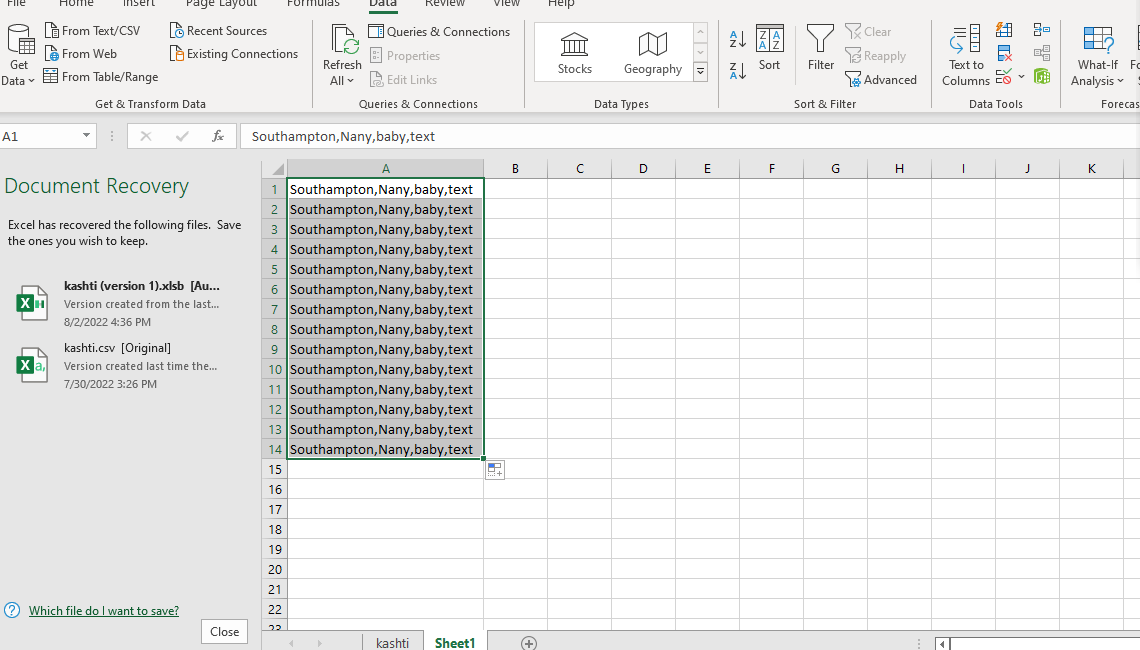 File Home Insert Page Layout Formulas Data Review View Help
Get Data
From Text/CSV
From Web
From Table/Range
Recent Sources
Existing Connections
Get & Transform Data
Refresh All
Queries & Connections
Properties
Edit Links
Queries & Connections
Stocks
Geography
Data Types
Sort
Filter
Clear
Reapply
Advanced
Sort & Filter
Text to Columns
Data Tools
What-If Analysis
Forecas
A1
fx
Southampton,Nany,baby,text
Document Recovery
Excel has recovered the following files. Save
the ones you wish to keep.
kashti (version 1).xlsb [Au...
Version created from the last...
8/2/2022 4:36 PM
kashti.csv [Original]
Version created last time the...
7/30/2022 3:26 PM
Which file do I want to save?
Close
A B C D E F G H I J K
1 Southampton,Nany,baby,text
2 Southampton,Nany,baby,text
3 Southampton,Nany,baby,text
4 Southampton,Nany,baby,text
5 Southampton,Nany,baby,text
6 Southampton,Nany,baby,text
7 Southampton,Nany,baby,text
8 Southampton,Nany,baby,text
9 Southampton,Nany,baby,text
10 Southampton,Nany,baby,text
11 Southampton,Nany,baby,text
12 Southampton,Nany,baby,text
13 Southampton,Nany,baby,text
14 Southampton,Nany,baby,text
15
16
17
18
19
20
21
22
23
kashti Sheet1